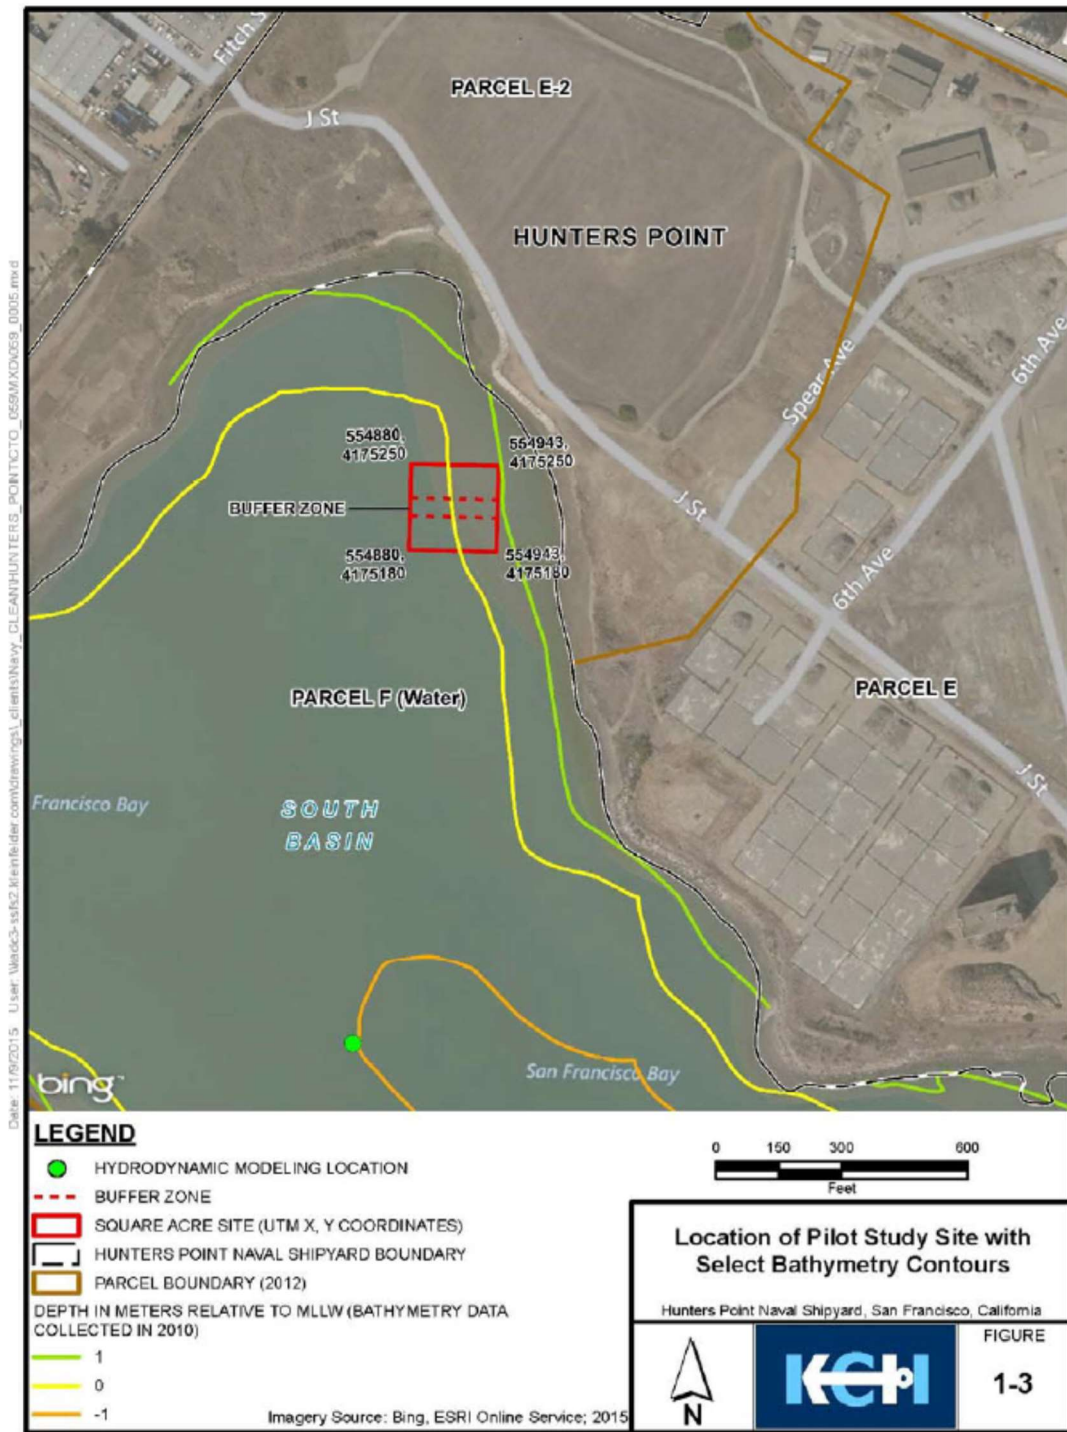 Fitch S
PARCEL E-2
J St
HUNTERS POINT
Spear Ave
6th Ave
554880,
4175250
554943,
4175250
BUFFER ZONE
J St
554880,
4175180
554943,
4175180
6th Ave
PARCEL F (Water)
PARCEL E
J St
Francisco Bay
SOUTH
BASIN
San Francisco Bay
bing
Date: 11/9/2015
LEGEND
HYDRODYNAMIC MODELING LOCATION
BUFFER ZONE
SQUARE ACRE SITE (UTM X, Y COORDINATES)
HUNTERS POINT NAVAL SHIPYARD BOUNDARY
PARCEL BOUNDARY (2012)
DEPTH IN METERS RELATIVE TO MLLW (BATHYMETRY DATA
COLLECTED IN 2010)
1
0
-1
Imagery Source: Bing, ESRI Online Service; 2015
0 150 300 600
Feet
Location of Pilot Study Site with
Select Bathymetry Contours
Hunters Point Naval Shipyard, San Francisco, California
N
KCH
FIGURE
1-3